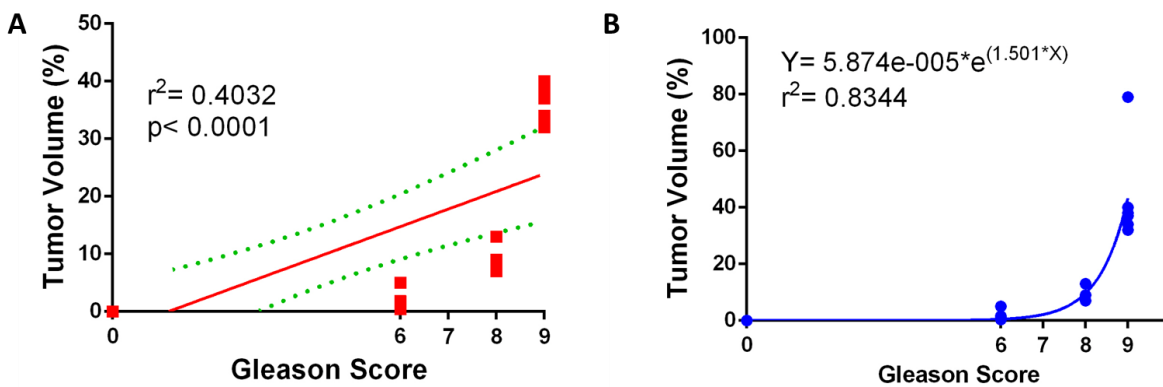 A
Tumor Volume (%)
50
40
30
20
10
0
r²= 0.4032
p< 0.0001
0 6 7 8 9
Gleason Score
B
Tumor Volume (%)
100
80
60
40
20
0
Y= 5.874e-005*e^(1.501*X)
r²= 0.8344
0 6 7 8 9
Gleason Score